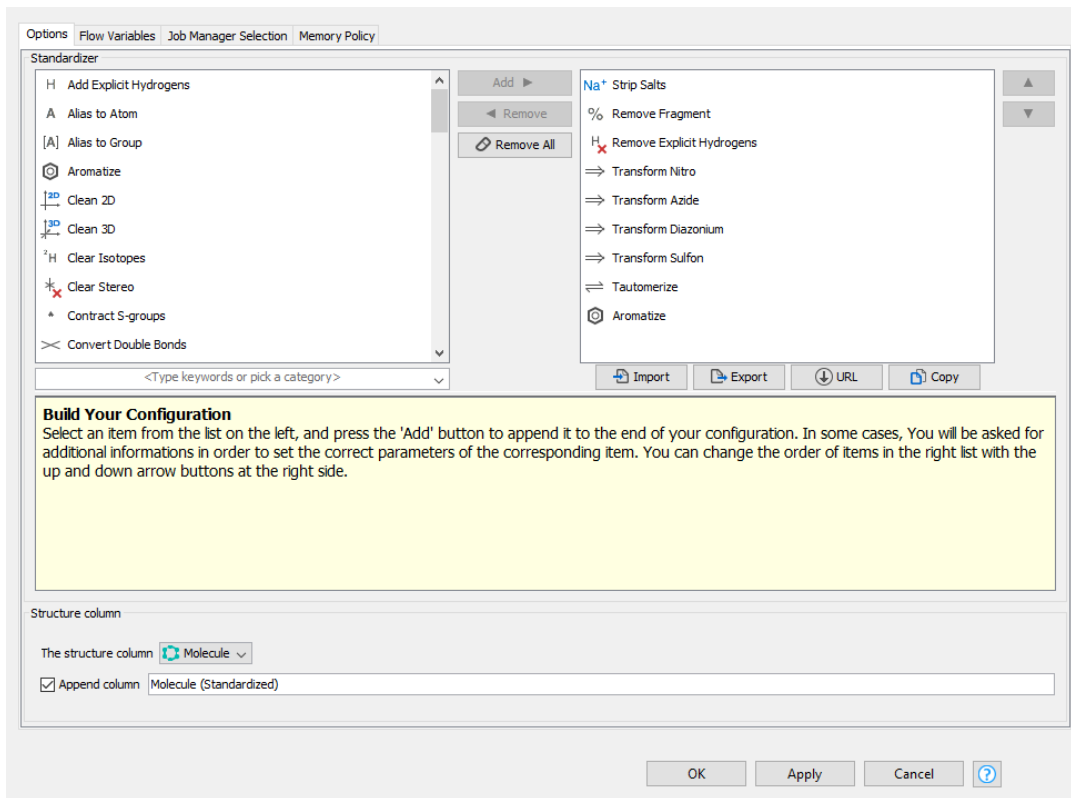 Options Flow Variables Job Manager Selection Memory Policy
Standardizer
H Add Explicit Hydrogens
A Alias to Atom
[A] Alias to Group
Aromatize
2D Clean 2D
3D Clean 3D
2H Clear Isotopes
Clear Stereo
Contract S-groups
Convert Double Bonds
<Type keywords or pick a category>
Add ►
◄ Remove
Remove All
Na+ Strip Salts
% Remove Fragment
H Remove Explicit Hydrogens
Transform Nitro
Transform Azide
Transform Diazonium
Transform Sulfon
Tautomerize
Aromatize
▲
▼
Import Export URL Copy
Build Your Configuration
Select an item from the list on the left, and press the 'Add' button to append it to the end of your configuration. In some cases, You will be asked for
additional informations in order to set the correct parameters of the corresponding item. You can change the order of items in the right list with the
up and down arrow buttons at the right side.
Structure column
The structure column Molecule
Append column Molecule (Standardized)
OK Apply Cancel ?